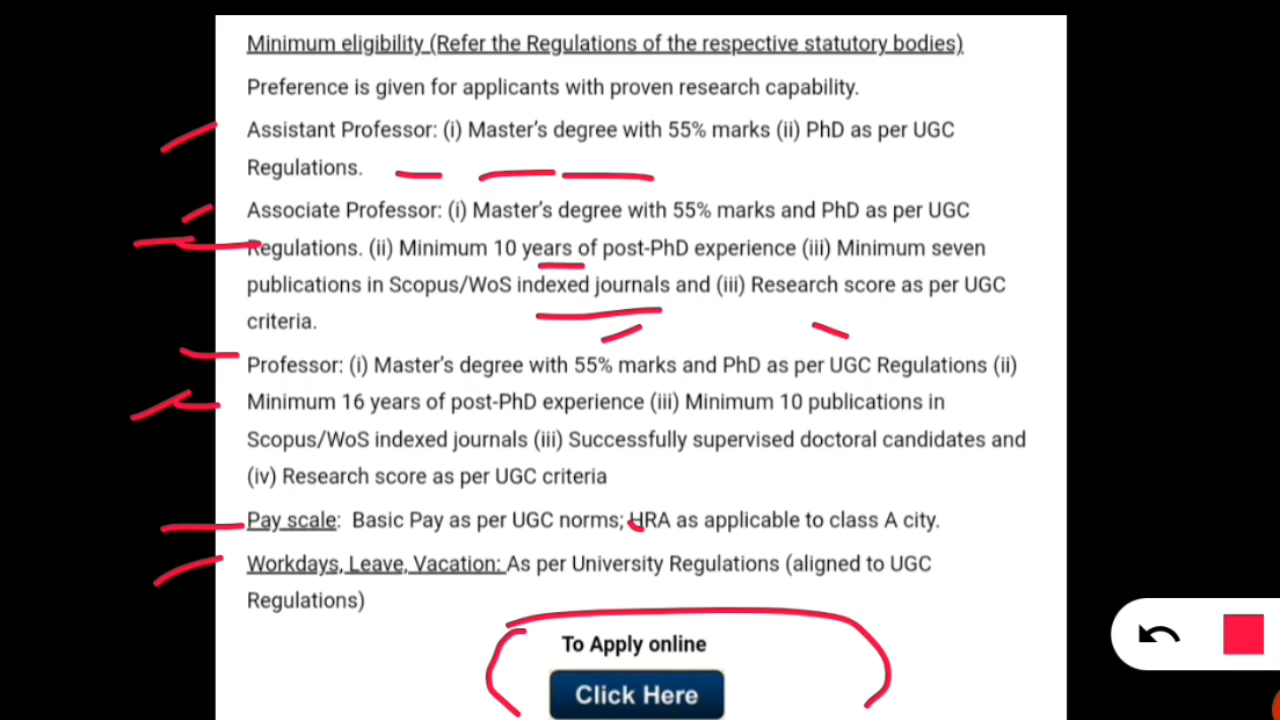 Minimum eligibility (Refer the Regulations of the respective statutory bodies)
Preference is given for applicants with proven research capability.
Assistant Professor: (i) Master's degree with 55% marks (ii) PhD as per UGC
Regulations.
Associate Professor: (i) Master's degree with 55% marks and PhD as per UGC
Regulations. (ii) Minimum 10 years of post-PhD experience (iii) Minimum seven
publications in Scopus/WoS indexed journals and (iii) Research score as per UGC
criteria.
Professor: (i) Master's degree with 55% marks and PhD as per UGC Regulations (ii)
Minimum 16 years of post-PhD experience (iii) Minimum 10 publications in
Scopus/WoS indexed journals (iii) Successfully supervised doctoral candidates and
(iv) Research score as per UGC criteria
Pay scale: Basic Pay as per UGC norms; HRA as applicable to class A city.
Workdays, Leave, Vacation: As per University Regulations (aligned to UGC
Regulations)
To Apply online
Click Here